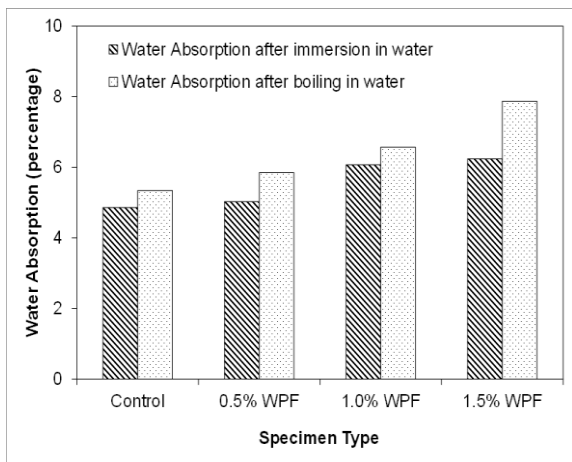 10
8
6
4
2
0
Water Absorption (percentage)
Water Absorption after immersion in water
Water Absorption after boiling in water
Control
0.5% WPF
1.0% WPF
1.5% WPF
Specimen Type